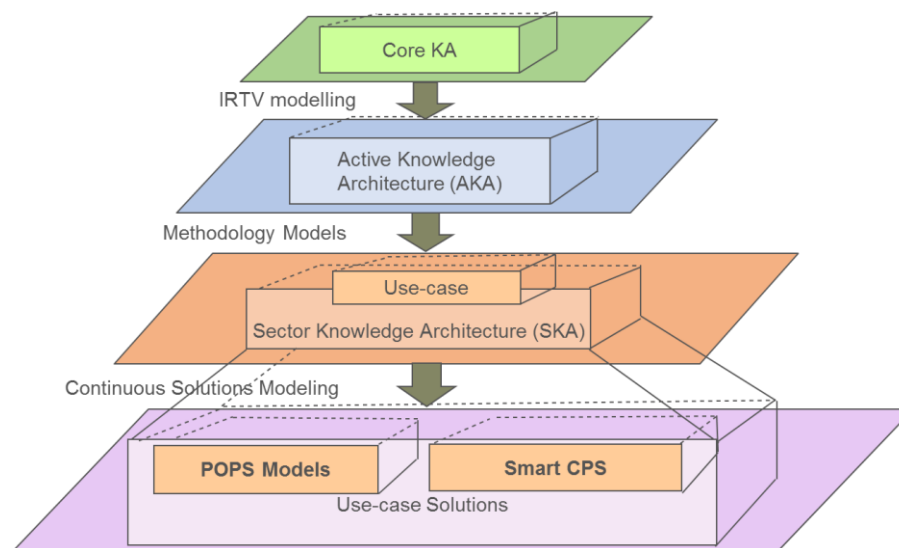 Core KA
IRTV modelling
Active Knowledge
Architecture (AKA)
Methodology Models
Use-case
Sector Knowledge Architecture (SKA)
Continuous Solutions Modeling
POPS Models
Smart CPS
Use-case Solutions